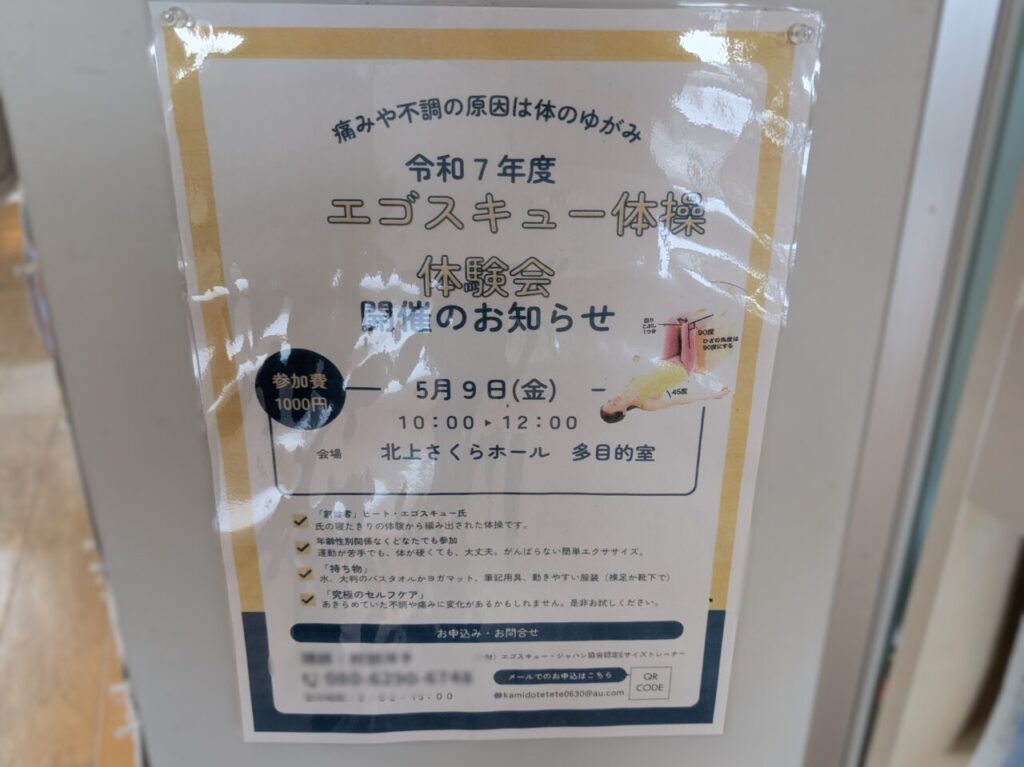 痛みや不調の原因は体のゆがみ
令和7年度
エゴスキュー体操
体験会
開催のお知らせ
90度
ひざの角度は
90度にする
45度
参加費
1000円
5月9日(金)
10:00 ▸ 12:00
会場 北上さくらホール 多目的室
「創始者」ピート・エゴスキュー氏
氏の寝たきりの体験から編み出された体操です。
年齢性別関係なくどなたでも参加
運動が苦手でも、体が硬くても、大丈夫。がんばらない簡単エクササイズ。
「持ち物」
水、大判のバスタオルかヨガマット、筆記用具、動きやすい服装（裸足か靴下で）
「究極のセルフケア」
あきらめていた不調や痛みに変化があるかもしれません。是非お試しください。
お申込み・お問合せ
エゴスキュー・ジャパン協会認定Eサイズトレーナー
メールでのお申込はこちら
kamidotetete0630@au.com
QR
CODE